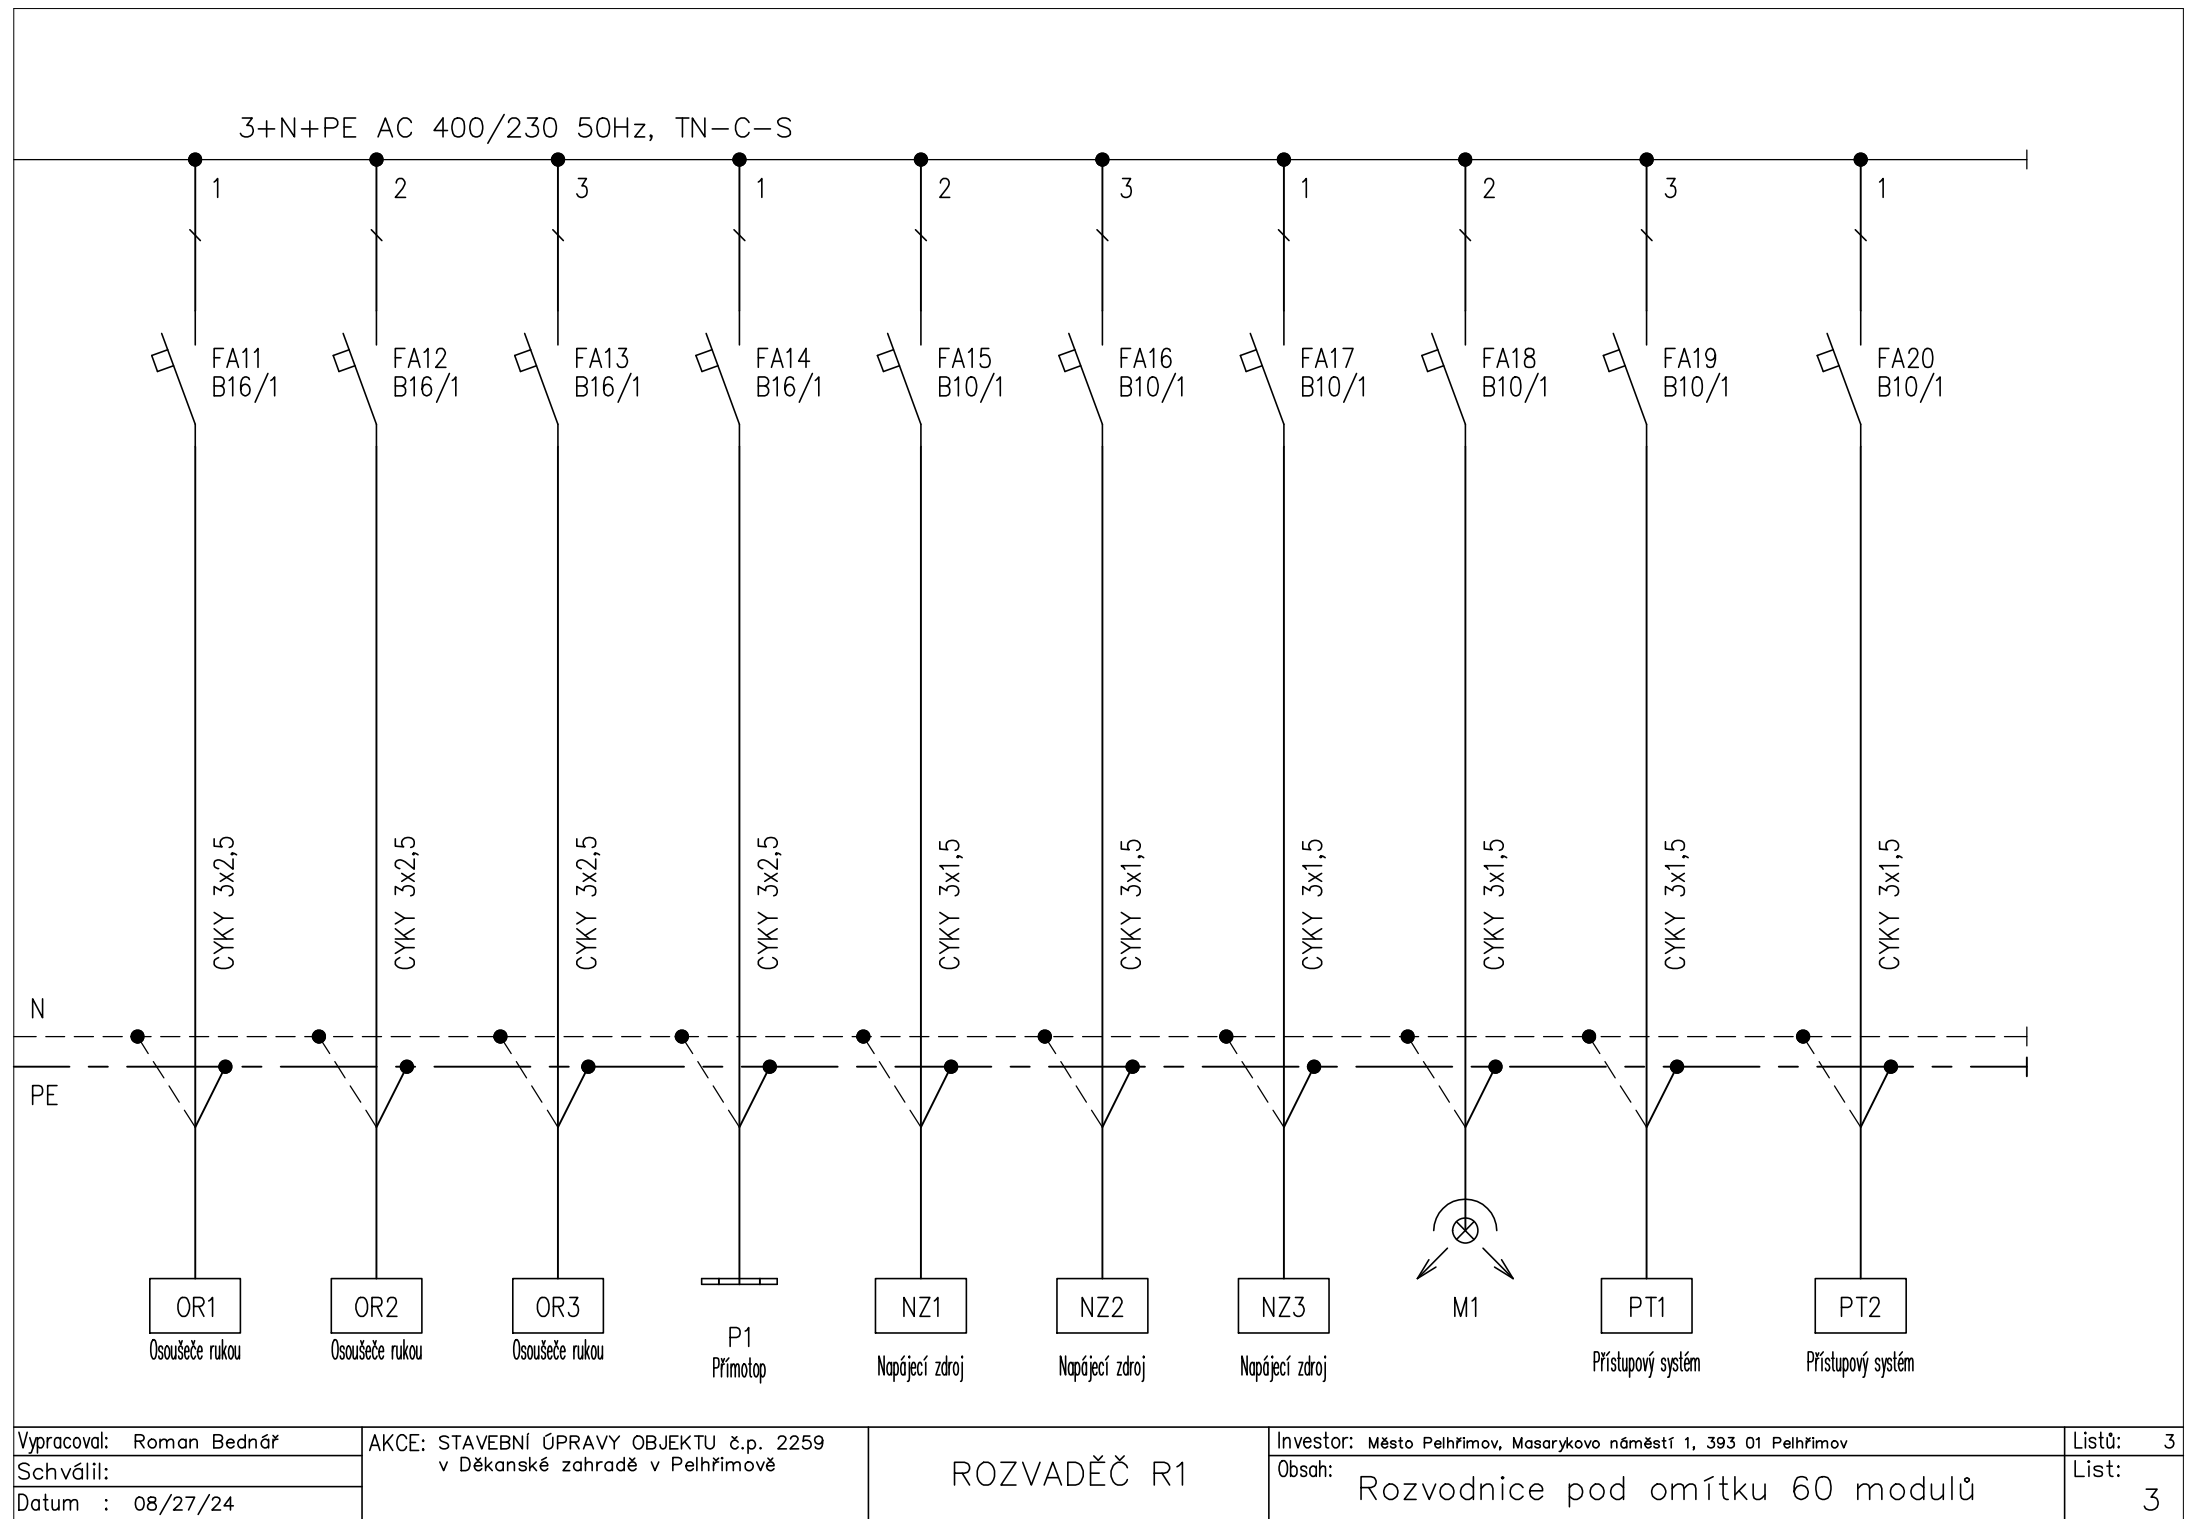 3+N+PE AC 400/230 50Hz, TN-C-S
1 2 3 1 2 3 1 2 3 1
FA11 FA12 FA13 FA14 FA15 FA16 FA17 FA18 FA19 FA20
B16/1 B16/1 B16/1 B16/1 B10/1 B10/1 B10/1 B10/1 B10/1 B10/1
CYKY 3x2,5
CYKY 3x2,5
CYKY 3x2,5
CYKY 3x2,5
CYKY 3x1,5
CYKY 3x1,5
CYKY 3x1,5
CYKY 3x1,5
CYKY 3x1,5
CYKY 3x1,5
N
PE
OR1 OR2 OR3 P1 NZ1 NZ2 NZ3 M1 PT1 PT2
Osoušeče rukou Osoušeče rukou Osoušeče rukou Přímotop Napájecí zdroj Napájecí zdroj Napájecí zdroj Přístupový systém Přístupový systém
Vypracoval: Roman Bednář
Schválil:
Datum : 08/27/24
AKCE: STAVEBNÍ ÚPRAVY OBJEKTU č.p. 2259
v Děkanské zahradě v Pelhřimově
ROZVADĚČ R1
Investor: Město Pelhřimov, Masarykovo náměstí 1, 393 01 Pelhřimov
Obsah: Rozvodnice pod omítku 60 modulů
Listů: 3
List: 3